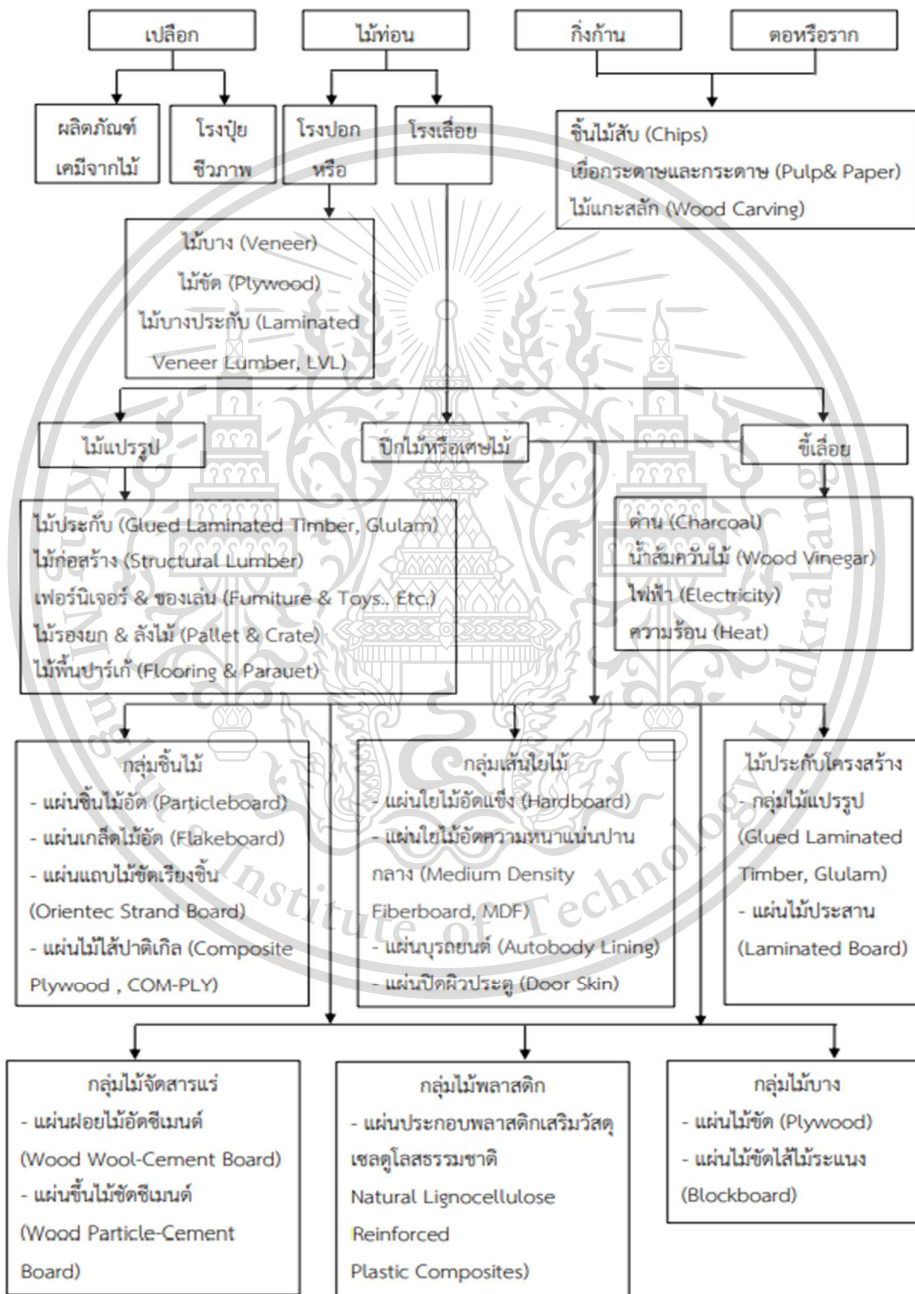 เปลือก
ไม้ท่อน
กิ่งก้าน
ตอหรือราก
ผลิตภัณฑ์
เคมีจากไม้
โรงปุ๋ย
ชีวภาพ
โรงปอก
หรือ
โรงเลื่อย
ชิ้นไม้สับ (Chips)
เยื่อกระดาษและกระดาษ (Pulp& Paper)
ไม้แกะสลัก (Wood Carving)
ไม้บาง (Veneer)
ไม้ขัด (Plywood)
ไม้บางประกับ (Laminated
Veneer Lumber, LVL)
ไม้แปรรูป
ปีกไม้หรือเศษไม้
ขี้เลื่อย
ไม้ประกับ (Glued Laminated Timber, Glulam)
ไม้ก่อสร้าง (Structural Lumber)
เฟอร์นิเจอร์ & ของเล่น (Furniture & Toys.. Etc.)
ไม้รองยก & ลังไม้ (Pallet & Crate)
ไม้พื้นปาร์เก้ (Flooring & Parauet)
ถ่าน (Charcoal)
น้ำส้มควันไม้ (Wood Vinegar)
ไฟฟ้า (Electricity)
ความร้อน (Heat)
กลุ่มชิ้นไม้
- แผ่นชิ้นไม้อัด (Particleboard)
- แผ่นเกล็ดไม้อัด (Flakeboard)
- แผ่นแถบไม้ขัดเรียงชิ้น
(Orientec Strand Board)
- แผ่นไม้ไส้ปาติเกิล (Composite
Plywood , COM-PLY)
กลุ่มเส้นใยไม้
- แผ่นใยไม้อัดแข็ง (Hardboard)
- แผ่นใยไม้อัดความหนาแน่นปาน
กลาง (Medium Density
Fiberboard, MDF)
- แผ่นบุรถยนต์ (Autobody Lining)
- แผ่นปิดผิวประตู (Door Skin)
ไม้ประกับโครงสร้าง
- กลุ่มไม้แปรรูป
(Glued Laminated
Timber, Glulam)
- แผ่นไม้ประสาน
(Laminated Board)
กลุ่มไม้จัดสารแร่
- แผ่นฝอยไม้อัดซีเมนต์
(Wood Wool-Cement Board)
- แผ่นขึ้นไม้ชัดซีเมนต์
(Wood Particle-Cement
Board)
กลุ่มไม้พลาสติก
- แผ่นประกอบพลาสติกเสริมวัสดุ
เซลดูโลสธรรมชาติ
Natural Lignocellulose
Reinforced
Plastic Composites)
กลุ่มไม้บาง
- แผ่นไม้ขัด (Plywood)
- แผ่นไม้ขัดไส้ไม้ระแนง
(Blockboard)
King Mongkut's Institute of Technology Ladkrabang